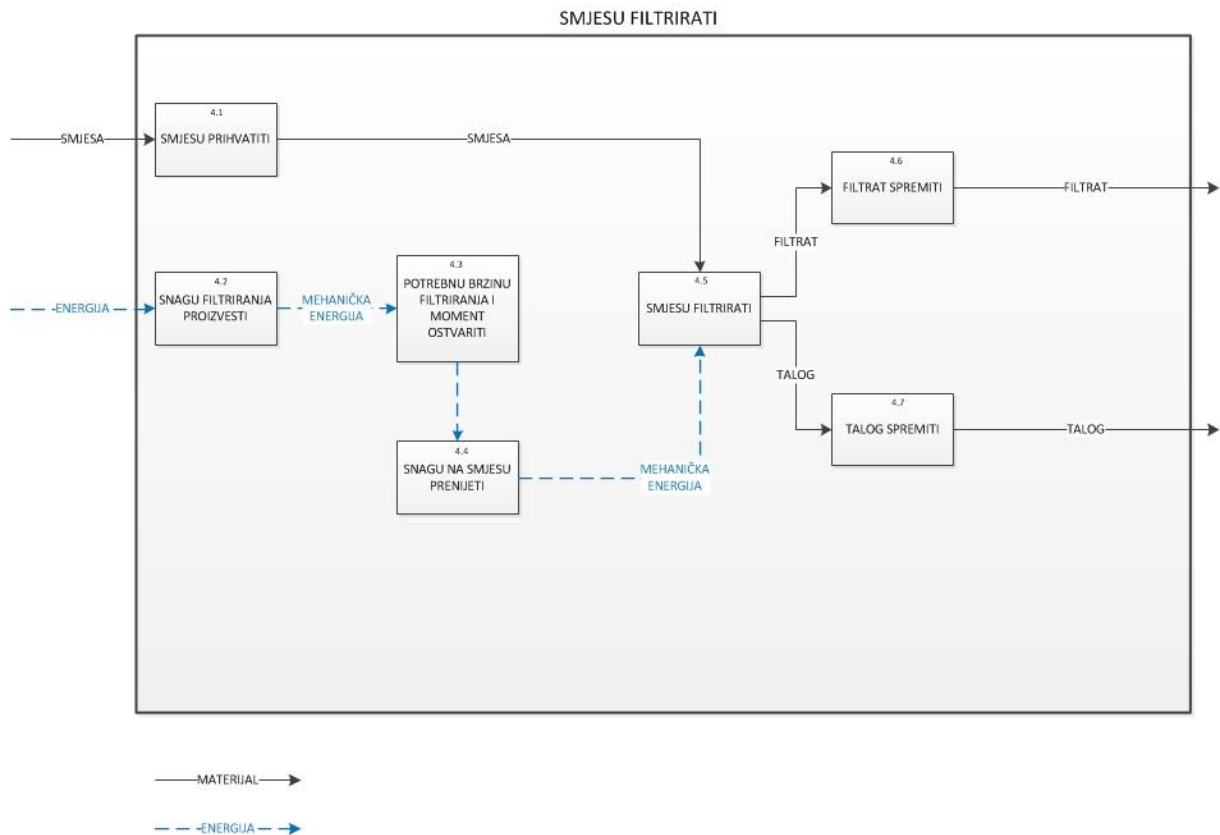 SMJESU FILTRIRATI
4.1
SMJESU PRIHVATITI
SMJESA
SMJESA
4.6
FILTRAT SPREMITI
FILTRAT
FILTRAT
4.2
SNAGU FILTRIRANJA
PROIZVESTI
ENERGIJA
MEHANIČKA
ENERGIJA
4.3
POTREBNU BRZINU
FILTRIRANJA I
MOMENT
OSTVARITI
4.5
SMJESU FILTRIRATI
TALOG
4.7
TALOG SPREMITI
TALOG
4.4
SNAGU NA SMJESU
PRENIJETI
MEHANIČKA
ENERGIJA
MATERIJAL
ENERGIJA